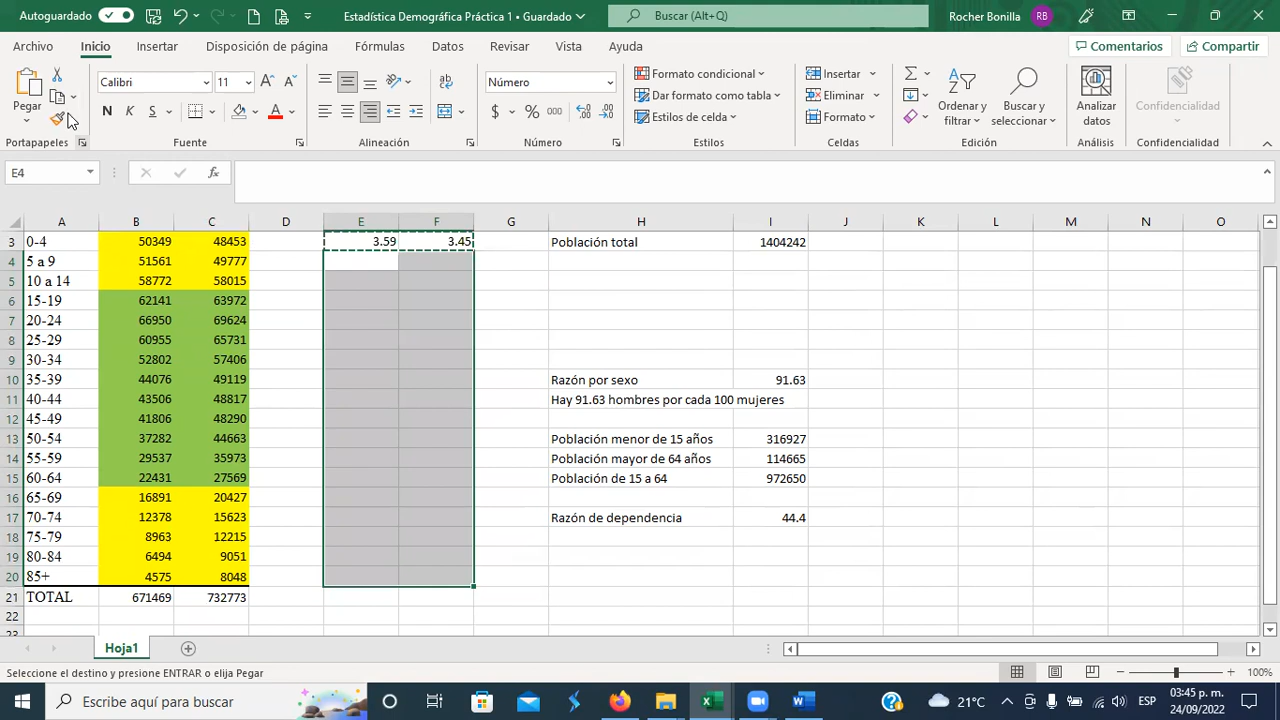 Autoguardado
Estadística Demográfica Práctica 1 • Guardado
Buscar (Alt+Q)
Rocher Bonilla RB
Archivo Inicio Insertar Disposición de página Fórmulas Datos Revisar Vista Ayuda Comentarios Compartir
Pegar
Calibri 11
N K S A
ab
Número
$ % 000
Formato condicional
Dar formato como tabla
Estilos de celda
Insertar
Eliminar
Formato
Ordenar y filtrar
Buscar y seleccionar
Analizar datos
Confidencialidad
Portapapeles Fuente Alineación Número Estilos Celdas Edición Análisis Confidencialidad
E4 fx
A B C D E F G H I J K L M N O
3 0-4 50349 48453 3.59 3.45 Población total 1404242
4 5 a 9 51561 49777
5 10 a 14 58772 58015
6 15-19 62141 63972
7 20-24 66950 69624
8 25-29 60955 65731
9 30-34 52802 57406
10 35-39 44076 49119 Razón por sexo 91.63
11 40-44 43506 48817 Hay 91.63 hombres por cada 100 mujeres
12 45-49 41806 48290
13 50-54 37282 44663 Población menor de 15 años 316927
14 55-59 29537 35973 Población mayor de 64 años 114665
15 60-64 22431 27569 Población de 15 a 64 972650
16 65-69 16891 20427
17 70-74 12378 15623 Razón de dependencia 44.4
18 75-79 8963 12215
19 80-84 6494 9051
20 85+ 4575 8048
21 TOTAL 671469 732773
22
23
Hoja1
Seleccione el destino y presione ENTRAR o elija Pegar 100%
Escribe aquí para buscar
21°C
ESP
03:45 p. m.
24/09/2022